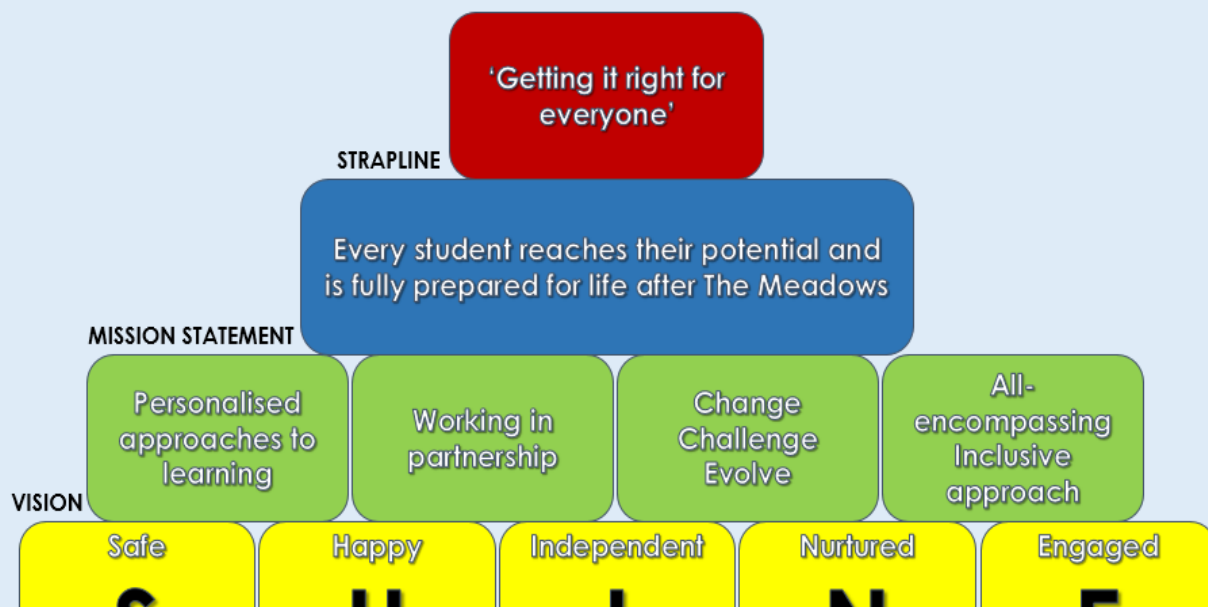 ‘Getting it right for
everyone’
STRAPLINE
Every student reaches their potential and
is fully prepared for life after The Meadows
MISSION STATEMENT
Personalised
approaches to
learning
Working in
partnership
Change
Challenge
Evolve
All-
encompassing
Inclusive
approach
VISION
Safe
Happy
Independent
Nurtured
Engaged
S H I N E